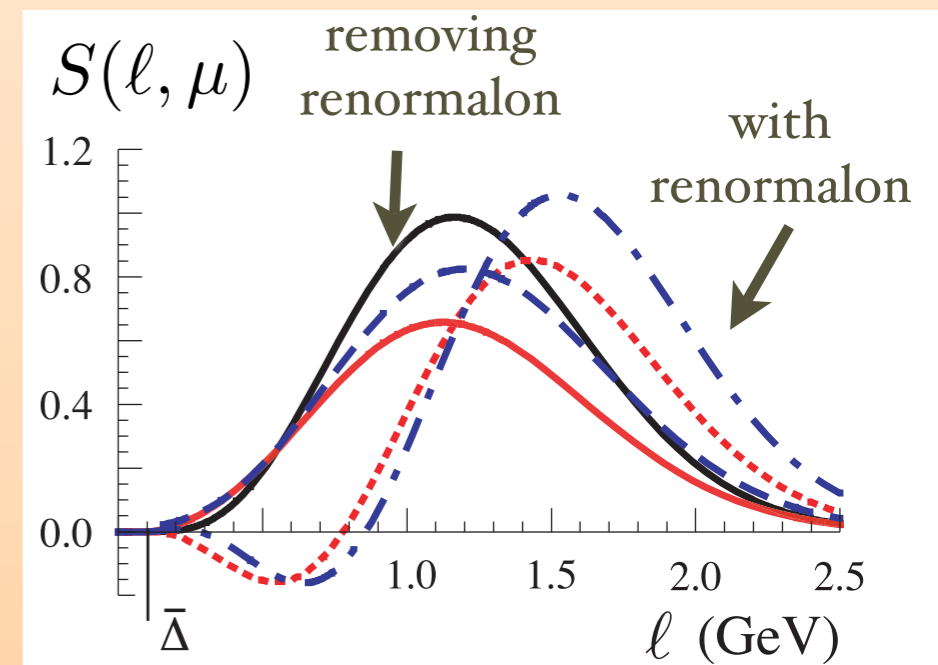 removing
renormalon
S(ℓ, μ)
with
renormalon
1.2
0.8
0.4
0.0
1.0 1.5 2.0 2.5
Δ̄
ℓ (GeV)